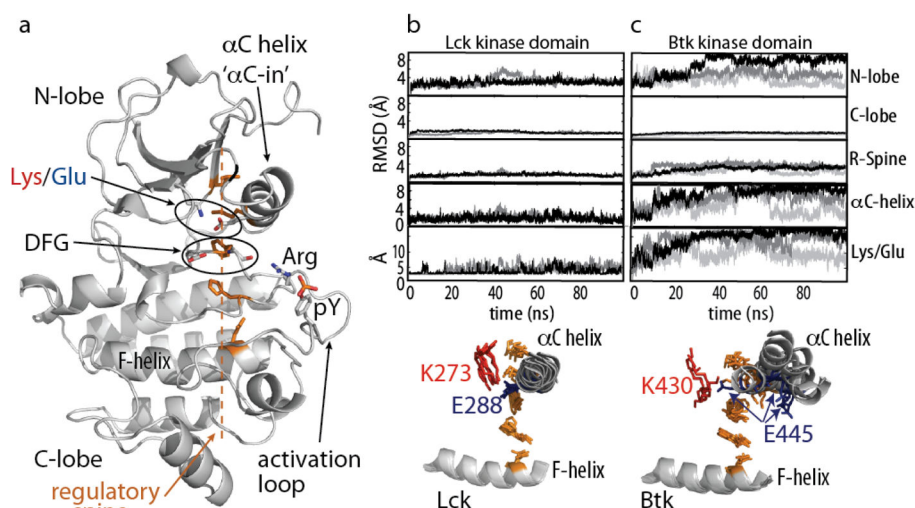 a
αC helix
'αC-in'
N-lobe
Lys/Glu
DFG
Arg
pY
F-helix
C-lobe
activation
loop
regulatory
b
Lck kinase domain
c
Btk kinase domain
RMSD (Å)
Å
8
4
0
8
4
0
8
4
0
8
4
0
10
5
0
N-lobe
C-lobe
R-Spine
αC-helix
Lys/Glu
0 20 40 60 80
time (ns)
0 20 40 60 80
time (ns)
αC helix
K273
E288
F-helix
Lck
αC helix
K430
E445
F-helix
Btk